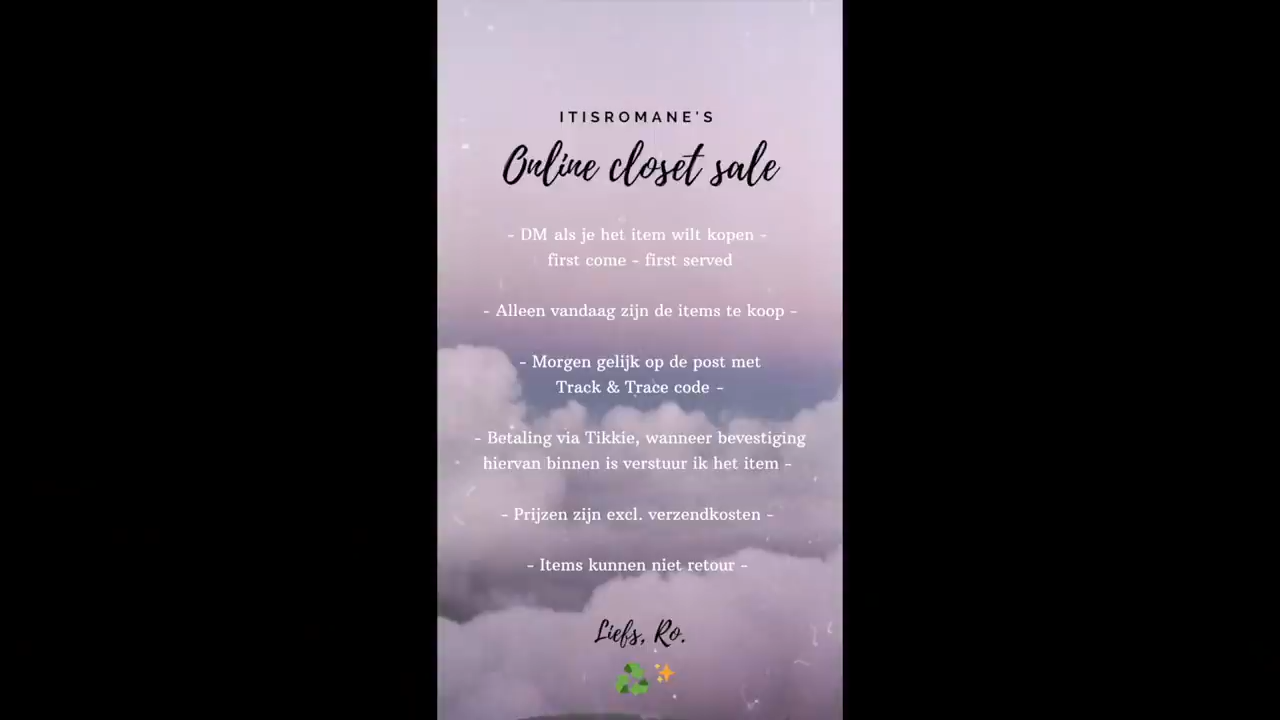 ITISROMANE'S
Online closet sale
- DM als je het item wilt kopen -
first come - first served
- Alleen vandaag zijn de items te koop -
- Morgen gelijk op de post met
Track & Trace code -
- Betaling via Tikkie, wanneer bevestiging
hiervan binnen is verstuur ik het item -
- Prijzen zijn excl. verzendkosten -
- Items kunnen niet retour -
Liefs, Ro.